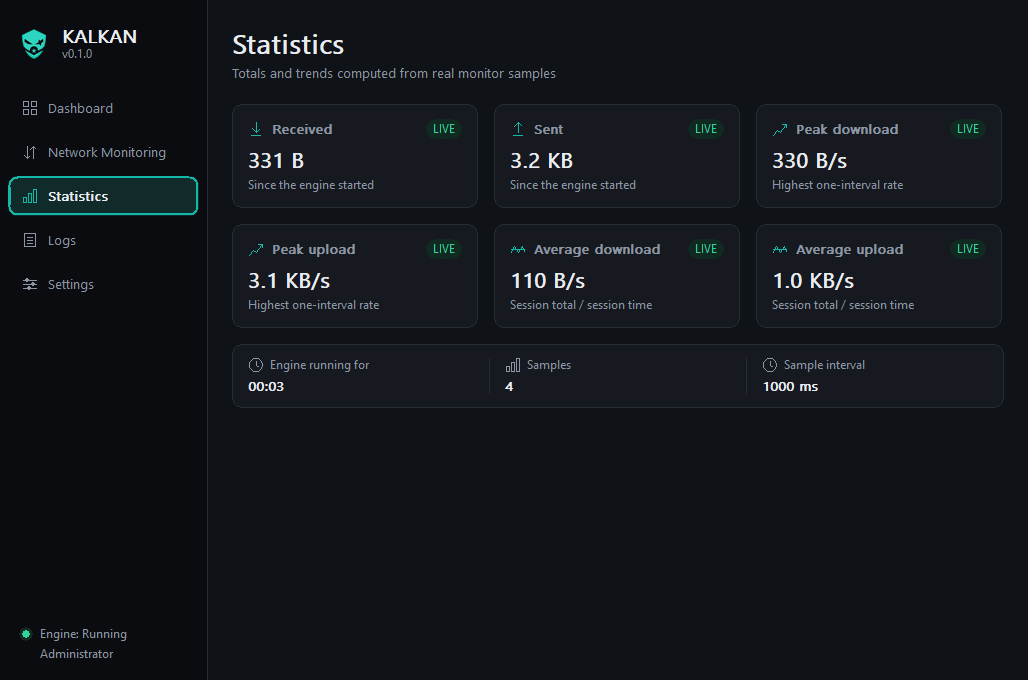 KALKAN
v0.1.0
Dashboard
Network Monitoring
Statistics
Logs
Settings
Engine: Running
Administrator
Statistics
Totals and trends computed from real monitor samples
Received LIVE
331 B
Since the engine started
Sent LIVE
3.2 KB
Since the engine started
Peak download LIVE
330 B/s
Highest one-interval rate
Peak upload LIVE
3.1 KB/s
Highest one-interval rate
Average download LIVE
110 B/s
Session total / session time
Average upload LIVE
1.0 KB/s
Session total / session time
Engine running for
00:03
Samples
4
Sample interval
1000 ms